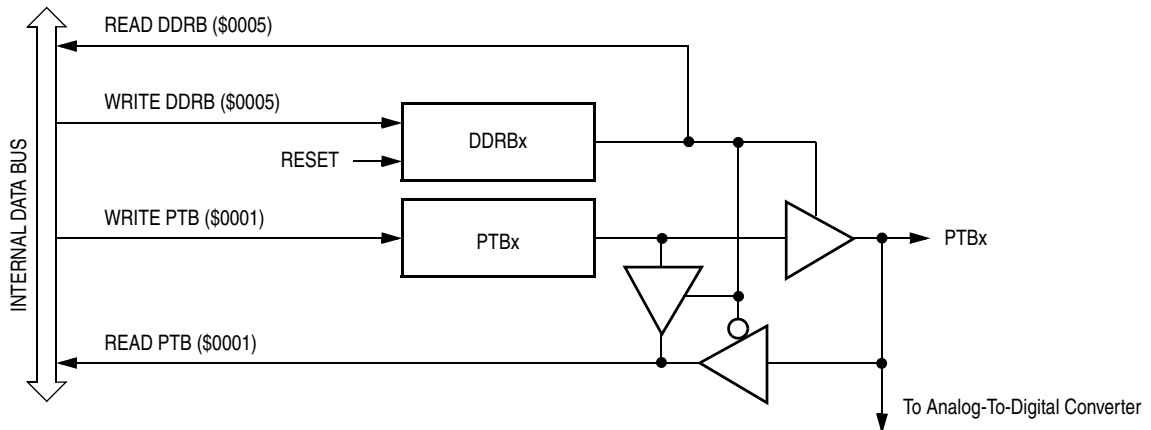 READ DDRB ($0005)
WRITE DDRB ($0005)
DDRBx
RESET
INTERNAL DATA BUS
WRITE PTB ($0001)
PTBx
PTBx
READ PTB ($0001)
To Analog-To-Digital Converter